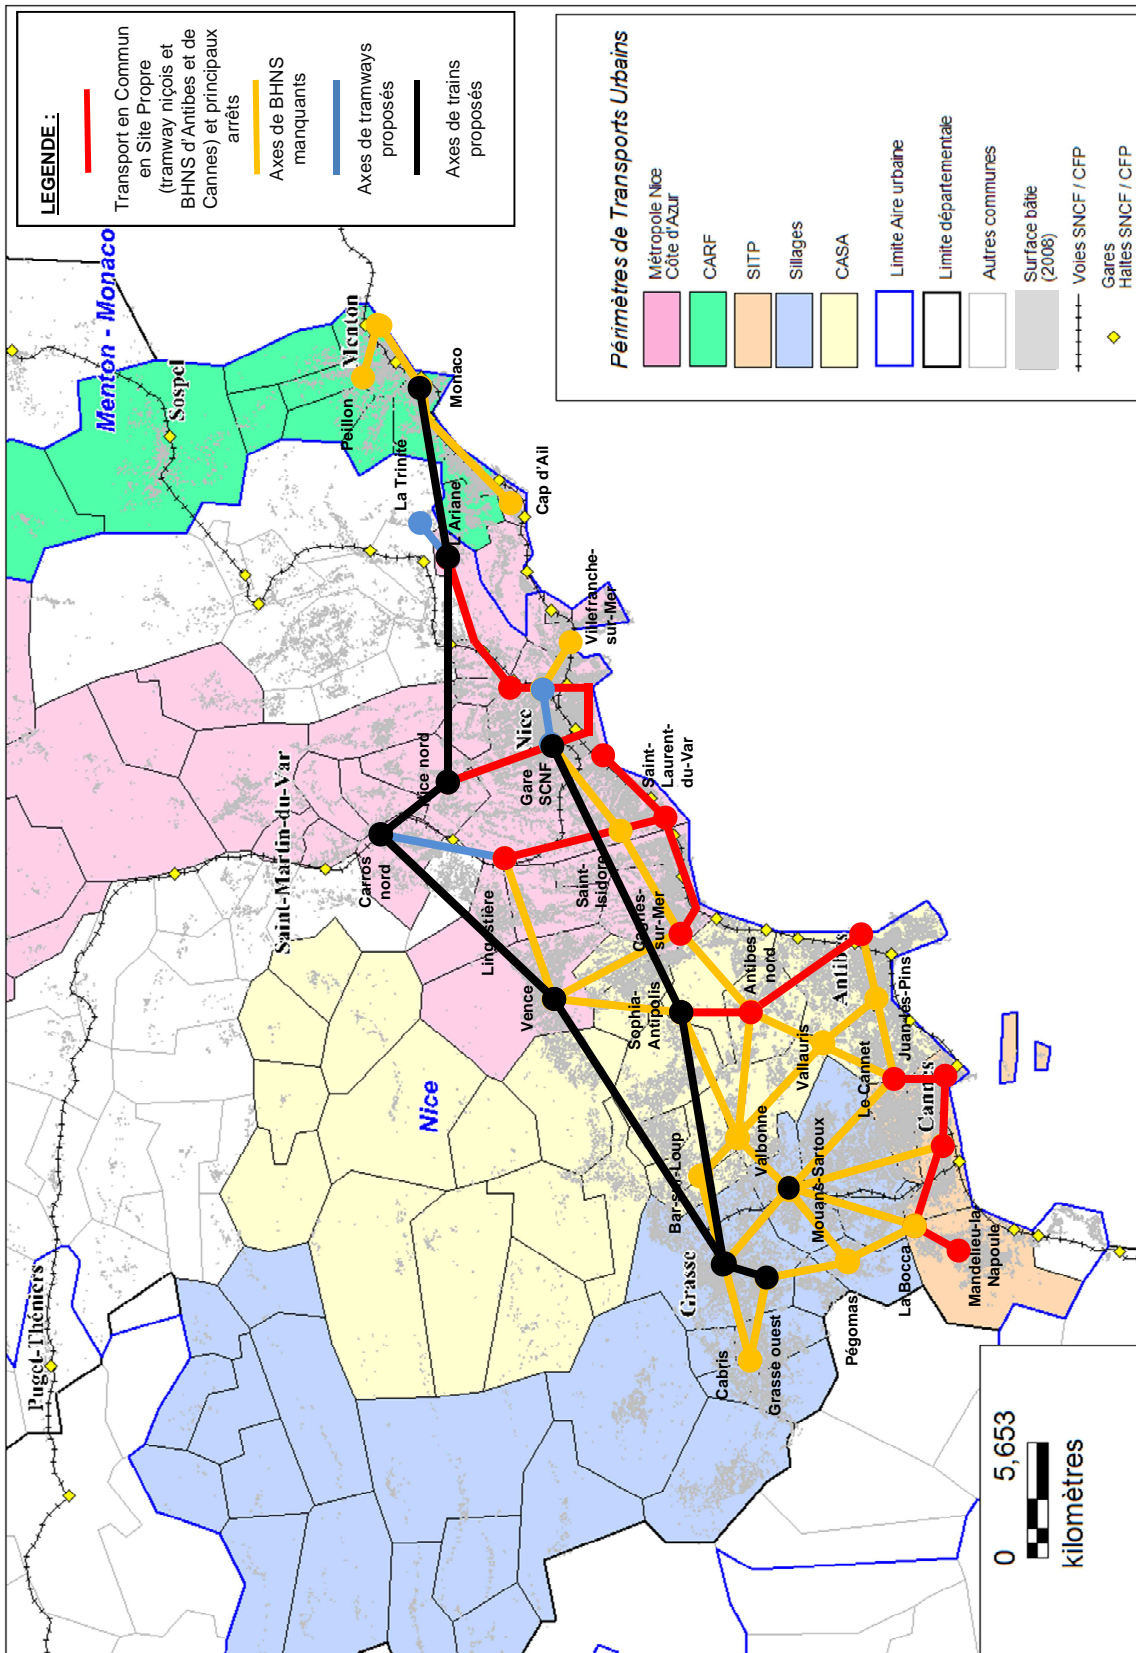 LEGENDE :
Transport en Commun
en Site Propre
(tramway niçois et
BHNS d'Antibes et de
Cannes) et principaux
arrêts
Axes de BHNS
manquants
Axes de tramways
proposés
Axes de trains
proposés
Périmètres de Transports Urbains
Métropole Nice
Côte d'Azur
CARF
SITP
Sillages
CASA
Limite Aire urbaine
Limite départementale
Autres communes
Surface bâtie
(2008)
Voies SNCF / CFP
Gares
Haltes SNCF / CFP
Menton - Monaco
Sospel
Menton
Peillon
Monaco
La Trinité
L'Ariane
Cap d'Ail
Villefranche-
sur-Mer
Saint-Martin-du-Var
Nice nord
Nice
Gare
SCNF
Carros
nord
Saint-
Laurent-
du-Var
Saint-
Isidore
Lingostière
Cagnes-
sur-Mer
Vence
Sophia-
Antipolis
Antibes
nord
Antibes
Juan-les-Pins
Nice
Vallauris
Le Cannet
Cannes
Bar-sur-Loup
Valbonne
Mouans-Sartoux
Grasse
La Bocca
Mandelieu-la
Napoule
Puget-Théniers
Cabris
Grasse ouest
Pégomas
0 5,653
kilomètres